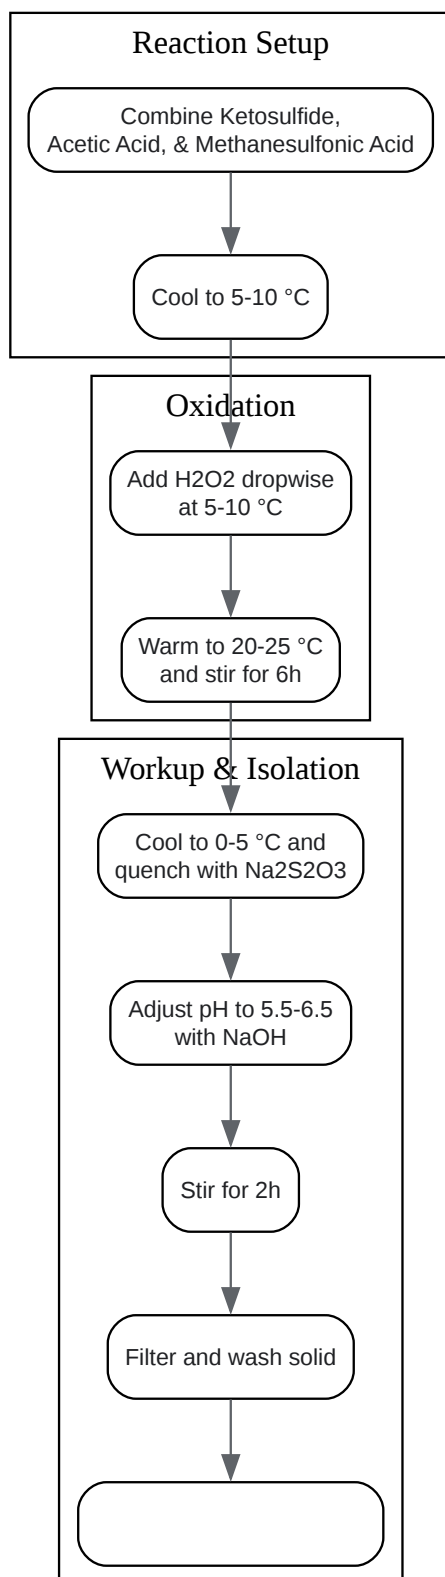 Reaction Setup
Combine Ketosulfide,
Acetic Acid, & Methanesulfonic Acid
Cool to 5-10 °C
Oxidation
Add H2O2 dropwise
at 5-10 °C
Warm to 20-25 °C
and stir for 6h
Workup & Isolation
Cool to 0-5 °C and
quench with Na2S2O3
Adjust pH to 5.5-6.5
with NaOH
Stir for 2h
Filter and wash solid